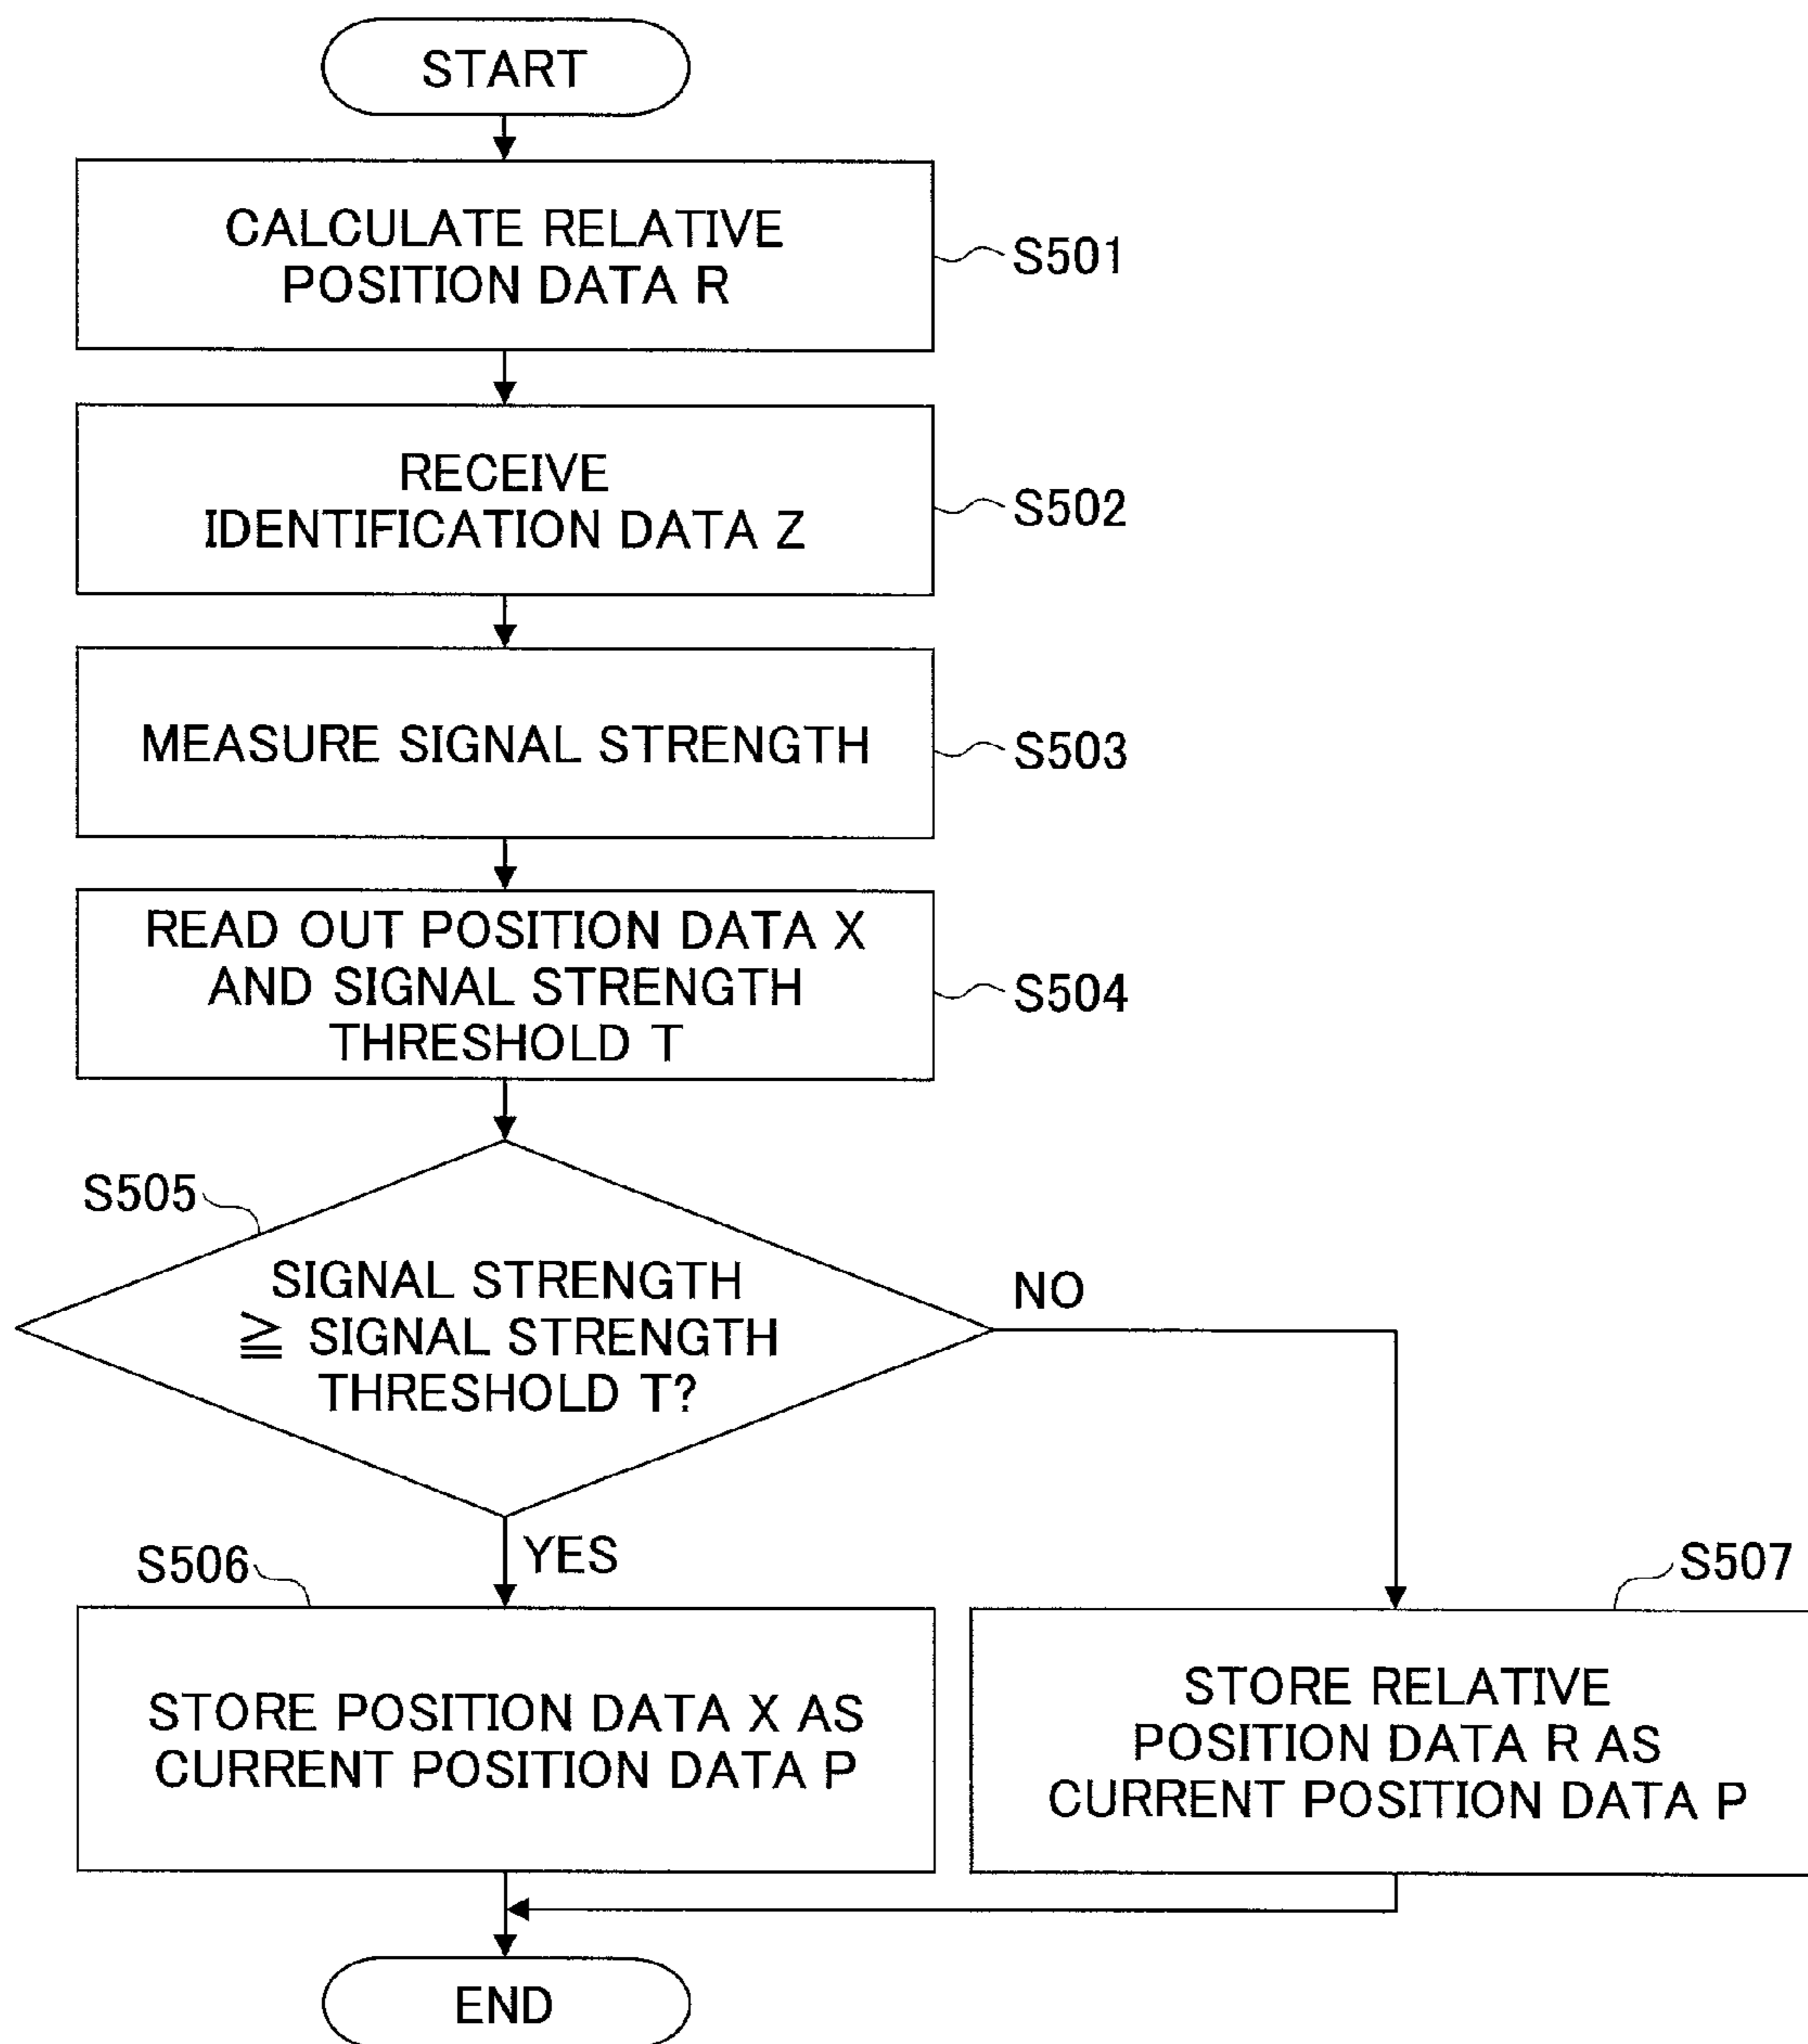 START
CALCULATE RELATIVE
POSITION DATA R
S501
RECEIVE
IDENTIFICATION DATA Z
S502
MEASURE SIGNAL STRENGTH
S503
READ OUT POSITION DATA X
AND SIGNAL STRENGTH
THRESHOLD T
S504
S505
SIGNAL STRENGTH
≧ SIGNAL STRENGTH
THRESHOLD T?
NO
YES
S506
STORE POSITION DATA X AS
CURRENT POSITION DATA P
S507
STORE RELATIVE
POSITION DATA R AS
CURRENT POSITION DATA P
END